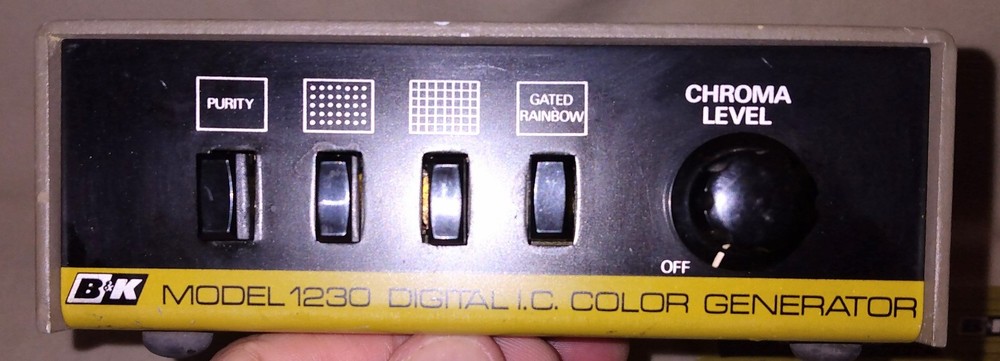 PURITY
GATED
RAINBOW
CHROMA
LEVEL
OFF
B&K MODEL 1230 DIGITAL I.C. COLOR GENERATOR